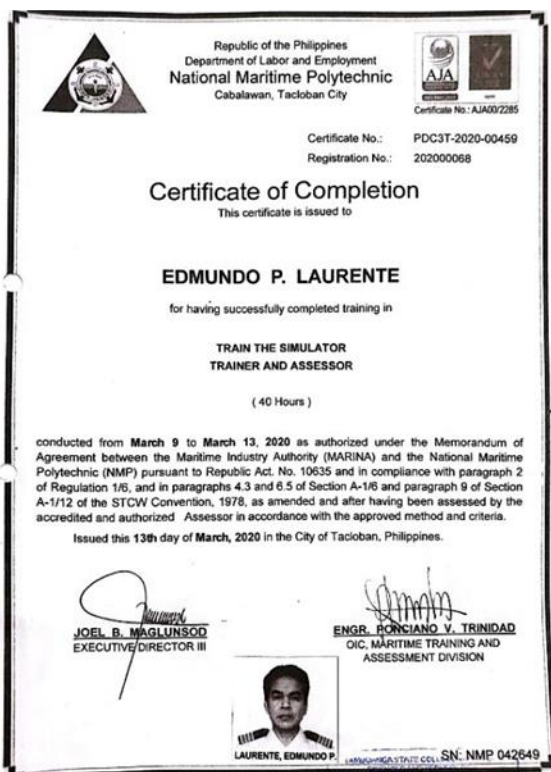 Republic of the Philippines
Department of Labor and Employment
National Maritime Polytechnic
Cabalawan, Tacloban City
AJA
Certificate No.: AJA00/2285
Certificate No.: PDC3T-2020-00459
Registration No.: 202000068
Certificate of Completion
This certificate is issued to
EDMUNDO P. LAURENTE
for having successfully completed training in
TRAIN THE SIMULATOR
TRAINER AND ASSESSOR
( 40 Hours )
conducted from March 9 to March 13, 2020 as authorized under the Memorandum of
Agreement between the Maritime Industry Authority (MARINA) and the National Maritime
Polytechnic (NMP) pursuant to Republic Act. No. 10635 and in compliance with paragraph 2
of Regulation 1/6, and in paragraphs 4.3 and 6.5 of Section A-1/6 and paragraph 9 of Section
A-1/12 of the STCW Convention, 1978, as amended and after having been assessed by the
accredited and authorized Assessor in accordance with the approved method and criteria.
Issued this 13th day of March, 2020 in the City of Tacloban, Philippines.
JOEL B. MAGLUNSOD
EXECUTIVE DIRECTOR III
ENGR. PONCIANO V. TRINIDAD
OIC, MARITIME TRAINING AND
ASSESSMENT DIVISION
LAURENTE, EDMUNDO P.
STATE
SN: NMP 042649